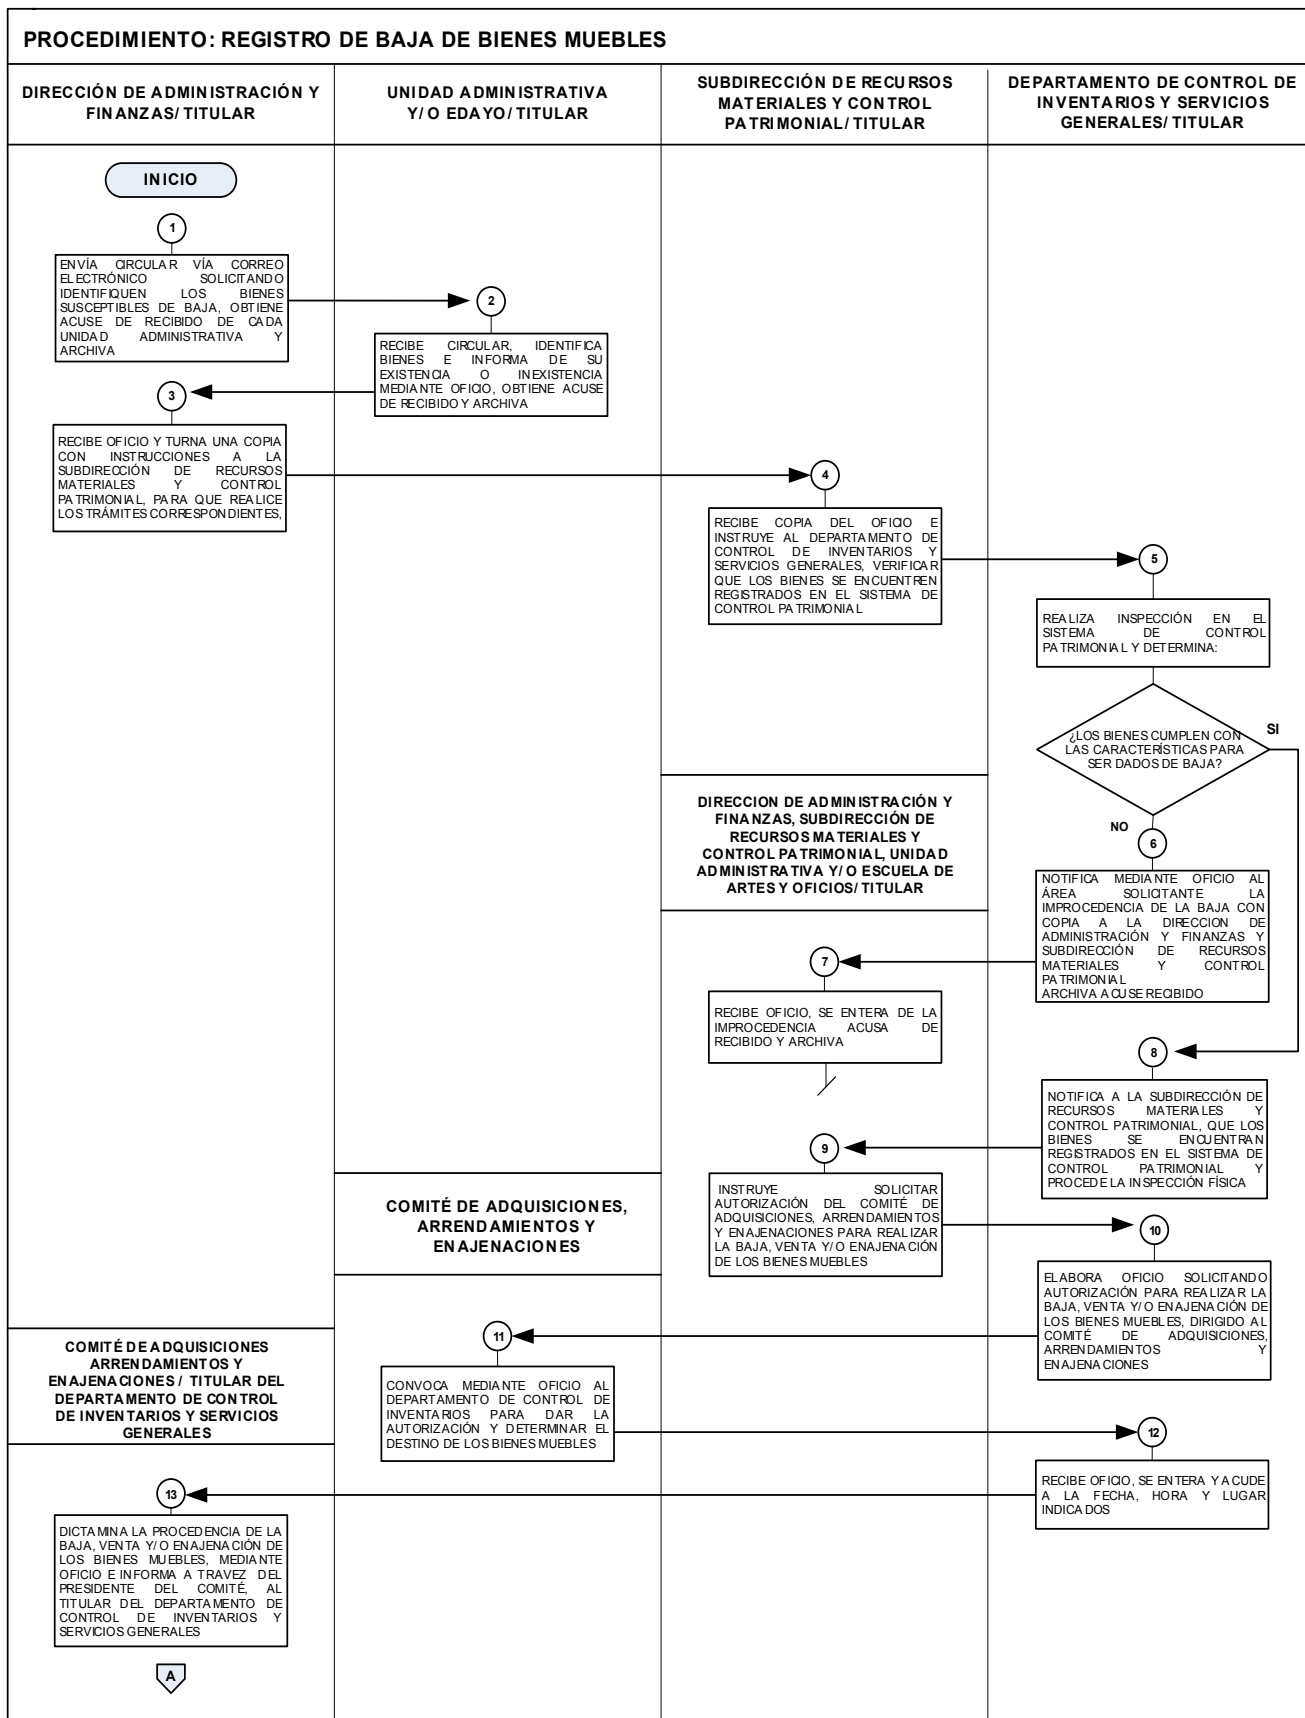 PROCEDIMIENTO: REGISTRO DE BAJA DE BIENES MUEBLES
DIRECCIÓN DE ADMINISTRACIÓN Y
FINANZAS/ TITULAR
UNIDAD ADMINISTRATIVA
Y/ O EDAYO/ TITULAR
SUBDIRECCIÓN DE RECURSOS
MATERIALES Y CONTROL
PATRIMONIAL/ TITULAR
DEPARTAMENTO DE CONTROL DE
INVENTARIOS Y SERVICIOS
GENERALES/ TITULAR
INICIO
1
ENVÍA CIRCULAR VÍA CORREO
ELECTRÓNICO SOLICITANDO
IDENTIFIQUEN LOS BIENES
SUSCEPTIBLES DE BAJA, OBTIENE
ACUSE DE RECIBIDO DE CADA
UNIDAD ADMINISTRATIVA Y
ARCHIVA
2
RECIBE CIRCULAR, IDENTIFICA
BIENES E INFORMA DE SU
EXISTENCIA O INEXISTENCIA
MEDIANTE OFICIO, OBTIENE ACUSE
DE RECIBIDO Y ARCHIVA
3
RECIBE OFICIO Y TURNA UNA COPIA
CON INSTRUCCIONES A LA
SUBDIRECCIÓN DE RECURSOS
MATERIALES Y CONTROL
PATRIMONIAL, PARA QUE REALICE
LOS TRÁMITES CORRESPONDIENTES,
4
RECIBE COPIA DEL OFICIO E
INSTRUYE AL DEPARTAMENTO DE
CONTROL DE INVENTARIOS Y
SERVICIOS GENERALES, VERIFICAR
QUE LOS BIENES SE ENCUENTREN
REGISTRADOS EN EL SISTEMA DE
CONTROL PATRIMONIAL
5
REALIZA INSPECCIÓN EN EL
SISTEMA DE CONTROL
PATRIMONIAL Y DETERMINA:
¿LOS BIENES CUMPLEN CON
LAS CARACTERÍSTICAS PARA
SER DADOS DE BAJA?
SI
NO
DIRECCION DE ADMINISTRACIÓN Y
FINANZAS, SUBDIRECCIÓN DE
RECURSOS MATERIALES Y
CONTROL PATRIMONIAL, UNIDAD
ADMINISTRATIVA Y/ O ESCUELA DE
ARTES Y OFICIOS/ TITULAR
6
NOTIFICA MEDIANTE OFICIO AL
ÁREA SOLICITANTE LA
IMPROCEDENCIA DE LA BAJA CON
COPIA A LA DIRECCION DE
ADMINISTRACIÓN Y FINANZAS Y
SUBDIRECCIÓN DE RECURSOS
MATERIALES Y CONTROL
PATRIMONIAL
ARCHIVA ACUSE RECIBIDO
7
RECIBE OFICIO, SE ENTERA DE LA
IMPROCEDENCIA ACUSA DE
RECIBIDO Y ARCHIVA
8
NOTIFICA A LA SUBDIRECCIÓN DE
RECURSOS MATERIALES Y
CONTROL PATRIMONIAL, QUE LOS
BIENES SE ENCUENTRAN
REGISTRADOS EN EL SISTEMA DE
CONTROL PATRIMONIAL Y
PROCEDE LA INSPECCIÓN FÍSICA
9
INSTRUYE SOLICITAR
AUTORIZACIÓN DEL COMITÉ DE
ADQUISICIONES, ARRENDAMIENTOS
Y ENAJENACIONES PARA REALIZAR
LA BAJA, VENTA Y/ O ENAJENACIÓN
DE LOS BIENES MUEBLES
COMITÉ DE ADQUISICIONES,
ARRENDAMIENTOS Y
ENAJENACIONES
10
ELABORA OFICIO SOLICITANDO
AUTORIZACIÓN PARA REALIZAR LA
BAJA, VENTA Y/ O ENAJENACIÓN DE
LOS BIENES MUEBLES, DIRIGIDO AL
COMITÉ DE ADQUISICIONES,
ARRENDAMIENTOS Y
ENAJENACIONES
11
CONVOCA MEDIANTE OFICIO AL
DEPARTAMENTO DE CONTROL DE
INVENTARIOS PARA DAR LA
AUTORIZACIÓN Y DETERMINAR EL
DESTINO DE LOS BIENES MUEBLES
COMITÉ DE ADQUISICIONES
ARRENDAMIENTOS Y
ENAJENACIONES / TITULAR DEL
DEPARTAMENTO DE CONTROL
DE INVENTARIOS Y SERVICIOS
GENERALES
12
RECIBE OFICIO, SE ENTERA Y ACUDE
A LA FECHA, HORA Y LUGAR
INDICADOS
13
DICTAMINA LA PROCEDENCIA DE LA
BAJA, VENTA Y/ O ENAJENACIÓN DE
LOS BIENES MUEBLES, MEDIANTE
OFICIO E INFORMA A TRAVEZ DEL
PRESIDENTE DEL COMITÉ, AL
TITULAR DEL DEPARTAMENTO DE
CONTROL DE INVENTARIOS Y
SERVICIOS GENERALES
A